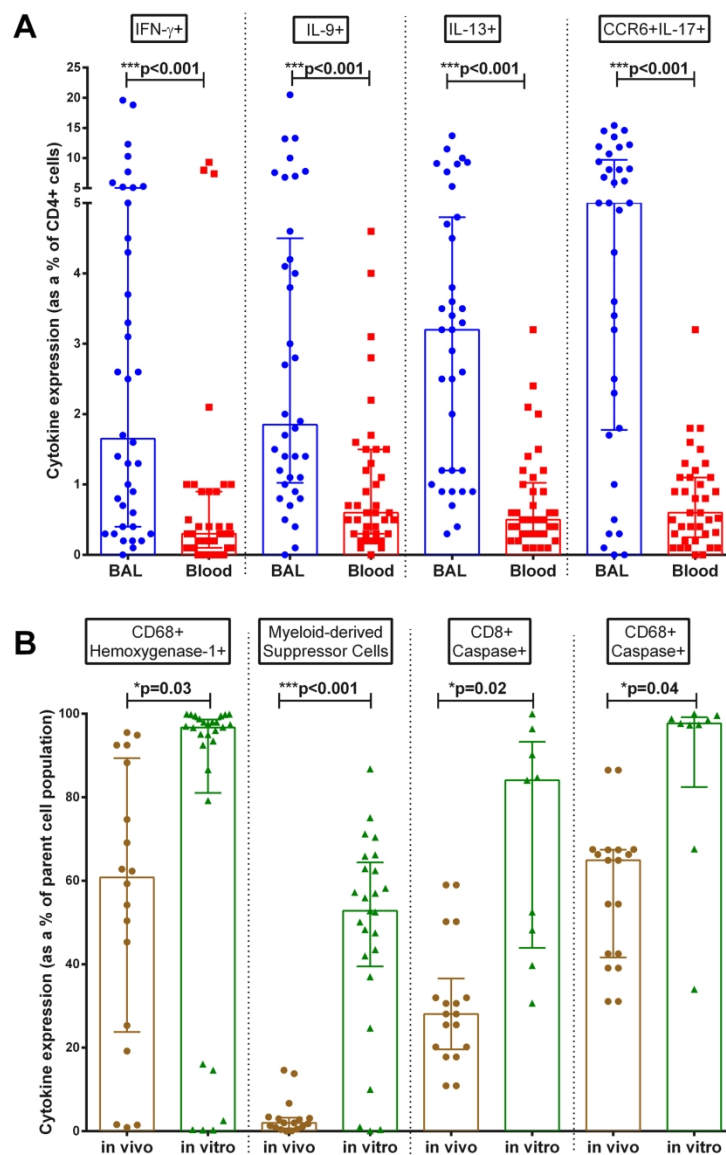 A
IFN-γ+
IL-9+
IL-13+
CCR6+IL-17+
***p<0.001
***p<0.001
***p<0.001
***p<0.001
Cytokine expression (as a % of CD4+ cells)
25
20
15
10
5
5
4
3
2
1
0
BAL
Blood
BAL
Blood
BAL
Blood
BAL
Blood
B
CD68+
Hemoxygenase-1+
Myeloid-derived
Suppressor Cells
CD8+
Caspase+
CD68+
Caspase+
*p=0.03
***p<0.001
*p=0.02
*p=0.04
Cytokine expression (as a % of parent cell population)
100
80
60
40
20
0
in vivo
in vitro
in vivo
in vitro
in vivo
in vitro
in vivo
in vitro